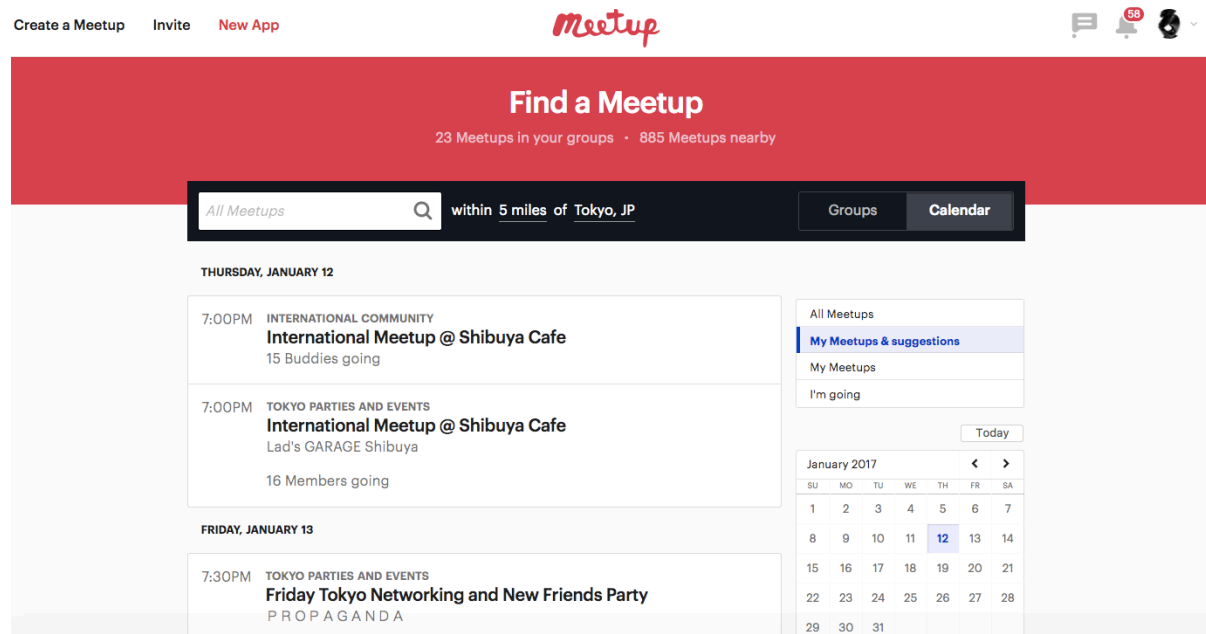 Create a Meetup Invite New App
meetup
58
Find a Meetup
23 Meetups in your groups • 885 Meetups nearby
All Meetups within 5 miles of Tokyo, JP Groups Calendar
THURSDAY, JANUARY 12
7:00PM INTERNATIONAL COMMUNITY
International Meetup @ Shibuya Cafe
15 Buddies going
7:00PM TOKYO PARTIES AND EVENTS
International Meetup @ Shibuya Cafe
Lad's GARAGE Shibuya
16 Members going
FRIDAY, JANUARY 13
7:30PM TOKYO PARTIES AND EVENTS
Friday Tokyo Networking and New Friends Party
P R O P A G A N D A
All Meetups
My Meetups & suggestions
My Meetups
I'm going
Today
January 2017
SU MO TU WE TH FR SA
1 2 3 4 5 6 7
8 9 10 11 12 13 14
15 16 17 18 19 20 21
22 23 24 25 26 27 28
29 30 31